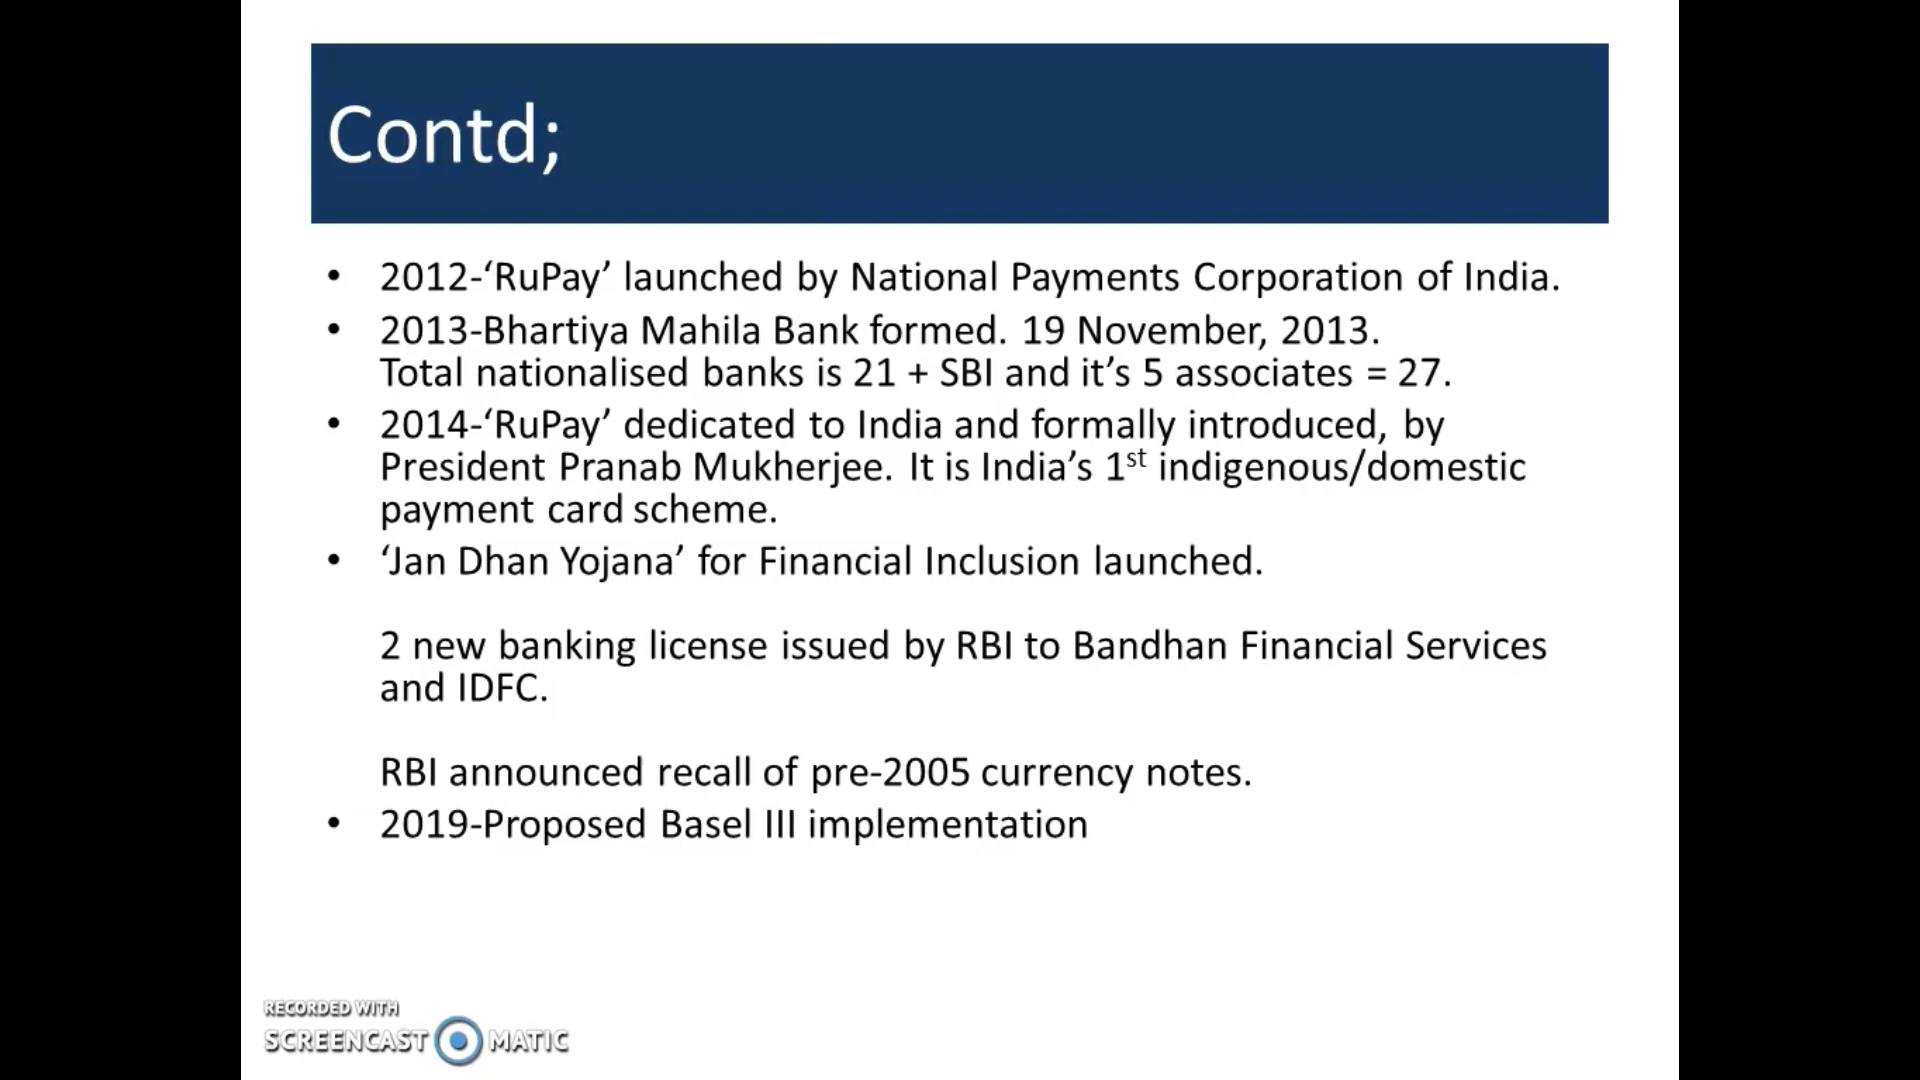 Contd;
• 2012-‘RuPay’ launched by National Payments Corporation of India.
• 2013-Bhartiya Mahila Bank formed. 19 November, 2013.
Total nationalised banks is 21 + SBI and it’s 5 associates = 27.
• 2014-‘RuPay’ dedicated to India and formally introduced, by
President Pranab Mukherjee. It is India’s 1st indigenous/domestic
payment card scheme.
• ‘Jan Dhan Yojana’ for Financial Inclusion launched.
2 new banking license issued by RBI to Bandhan Financial Services
and IDFC.
RBI announced recall of pre-2005 currency notes.
• 2019-Proposed Basel III implementation
RECORDED WITH
SCREENCAST MATIC